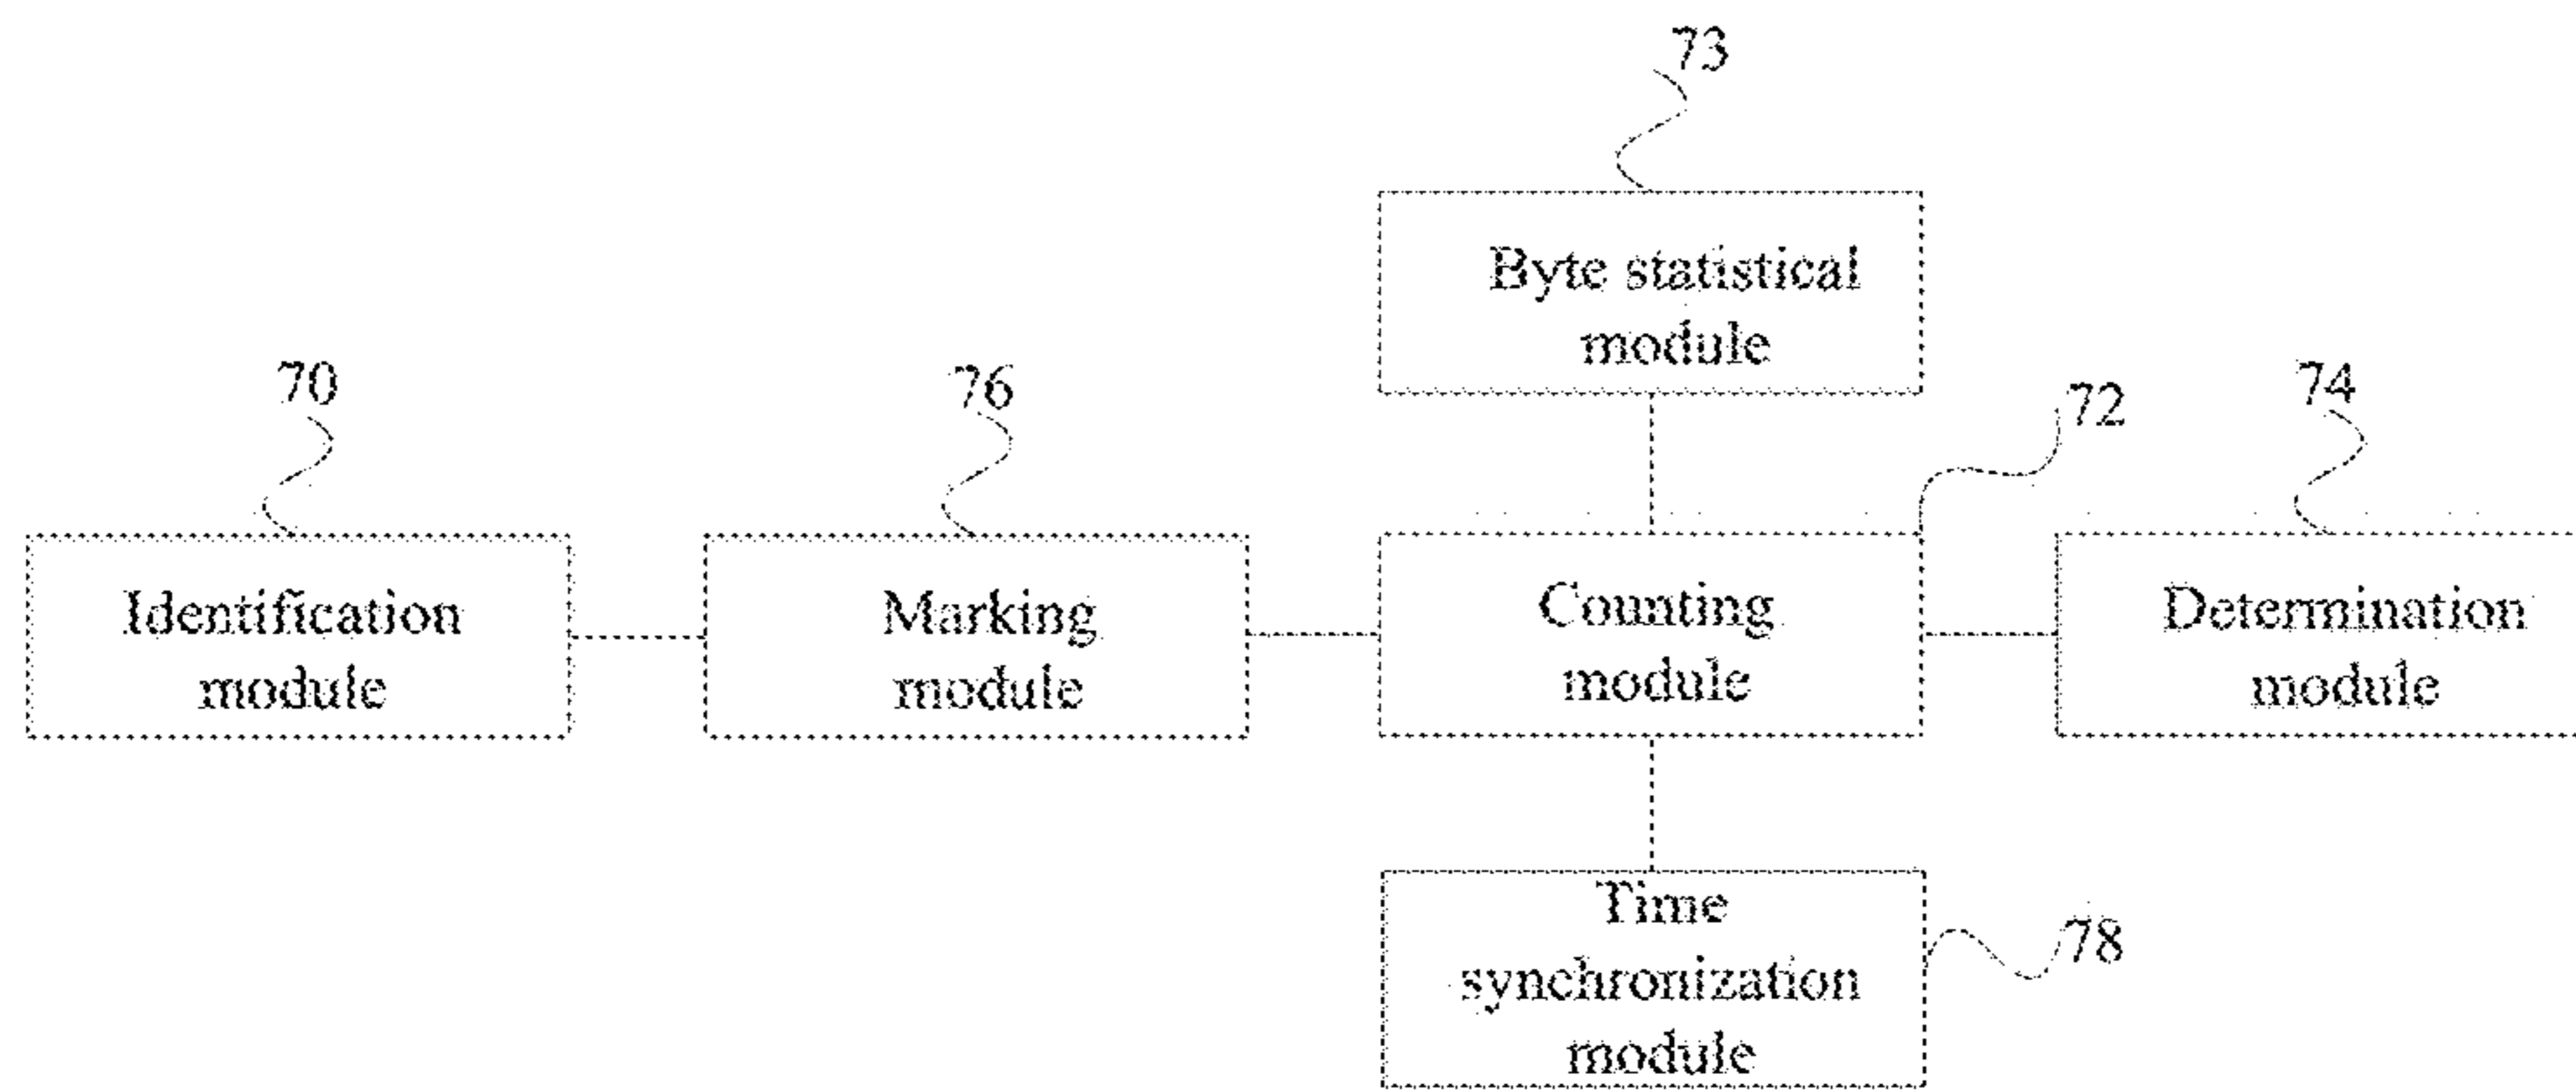 73
Byte statistical
module
70
76
72
74
Identification
module
Marking
module
Counting
module
Determination
module
Time
synchronization
module
78